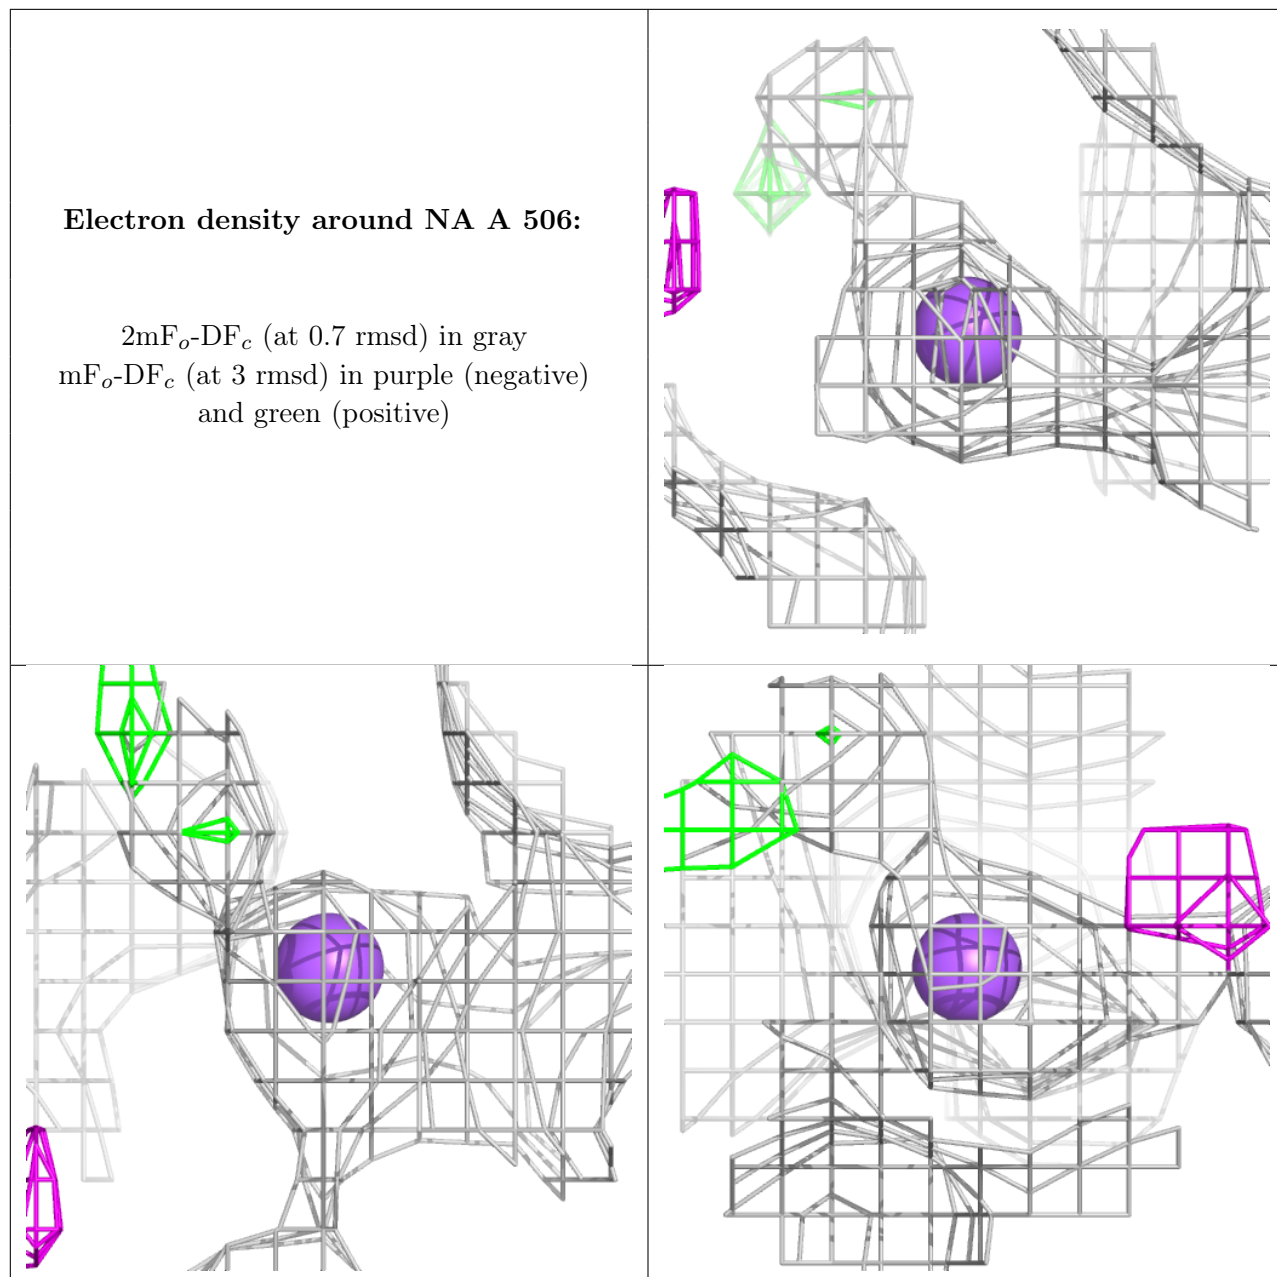 Electron density around NA A 506:
2mFo-DFc (at 0.7 rmsd) in gray
mFo-DFc (at 3 rmsd) in purple (negative)
and green (positive)